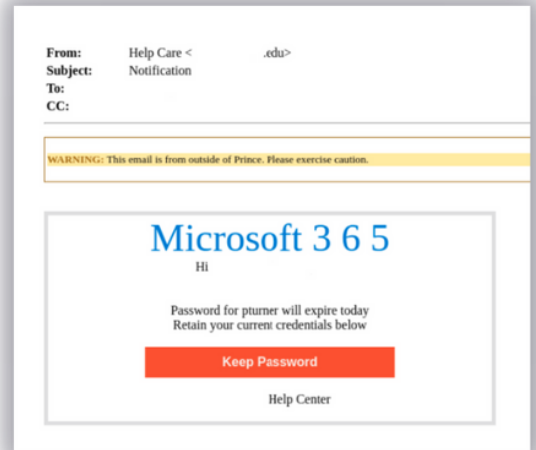 From: Help Care < .edu>
Subject: Notification
To:
CC:
WARNING: This email is from outside of Prince. Please exercise caution.
Microsoft 3 6 5
Hi
Password for pturner will expire today
Retain your current credentials below
Keep Password
Help Center